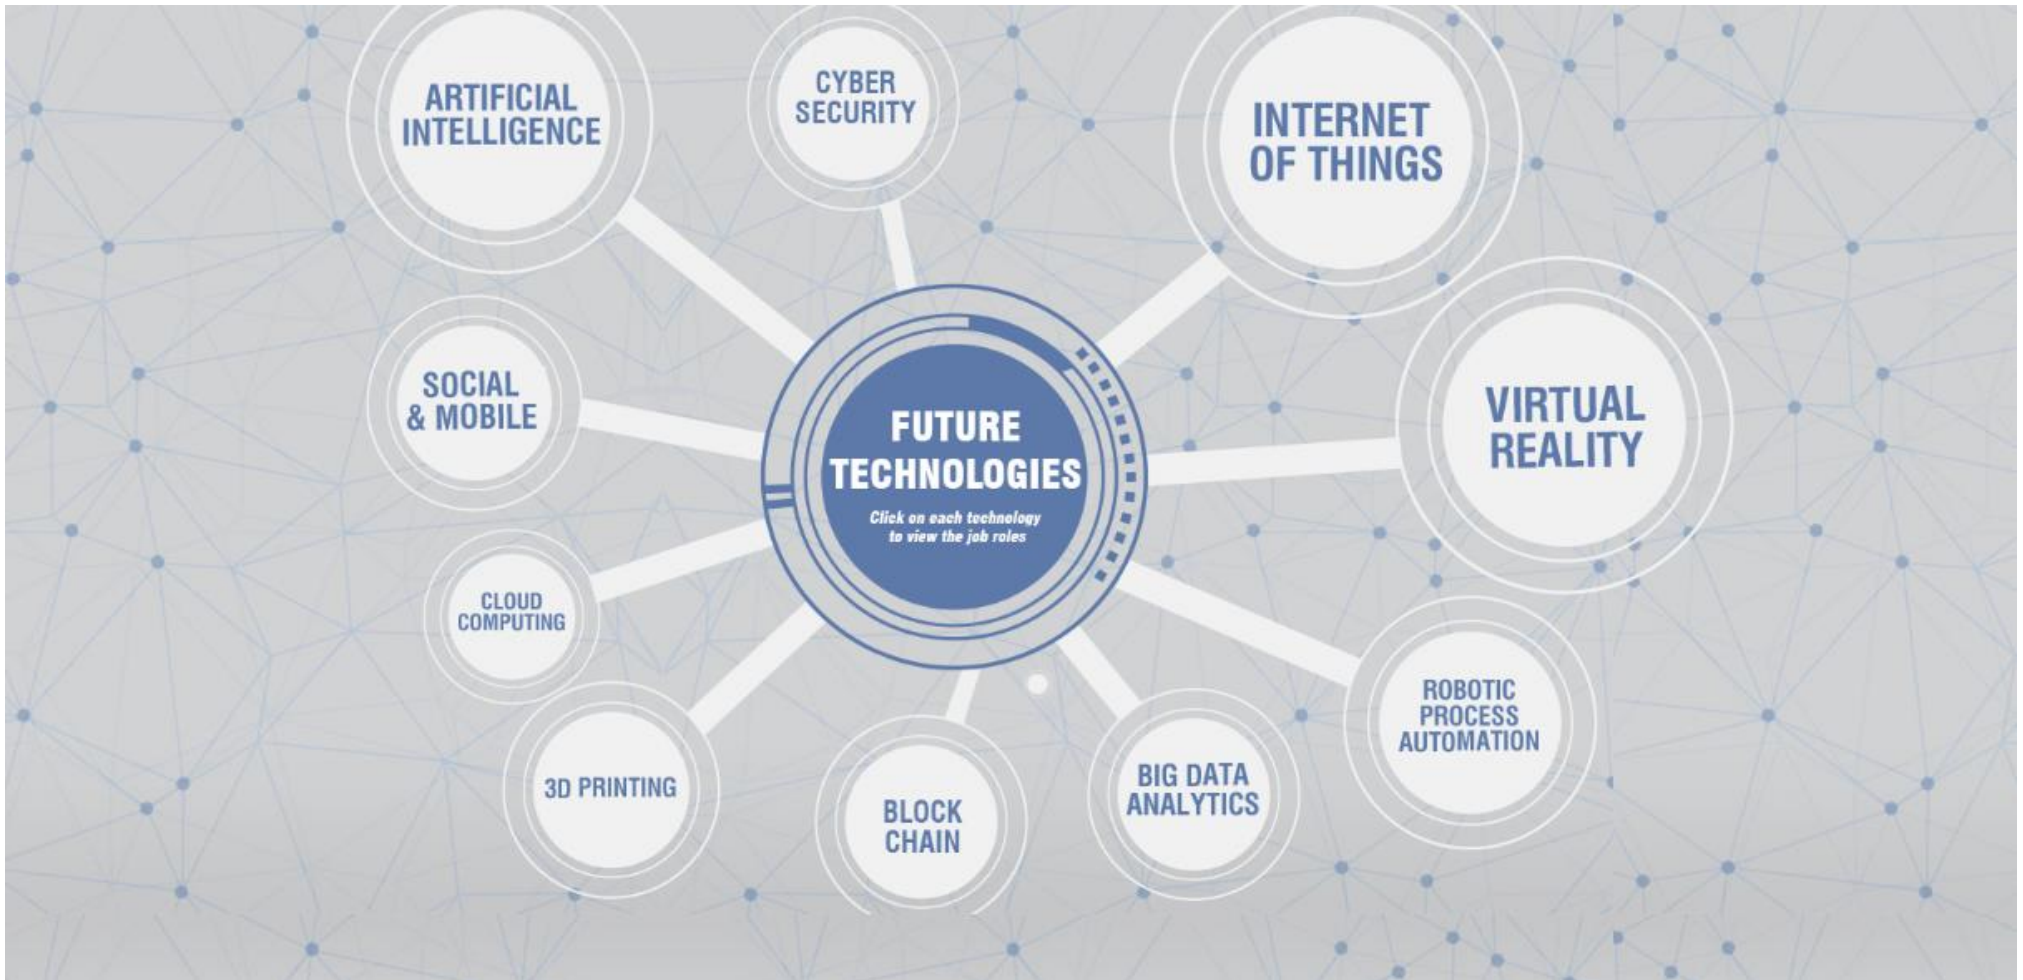 ARTIFICIAL
INTELLIGENCE
CYBER
SECURITY
INTERNET
OF THINGS
SOCIAL
& MOBILE
FUTURE
TECHNOLOGIES
Click on each technology
to view the job roles
VIRTUAL
REALITY
CLOUD
COMPUTING
3D PRINTING
BLOCK
CHAIN
BIG DATA
ANALYTICS
ROBOTIC
PROCESS
AUTOMATION